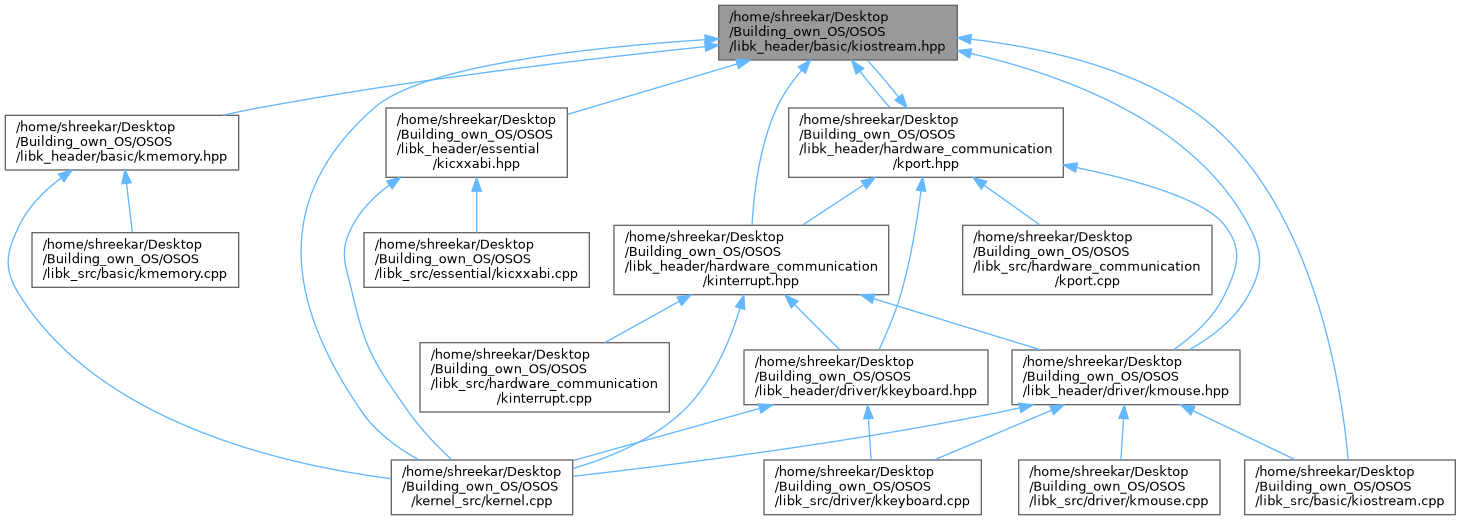 /home/shreekar/Desktop
/Building_own_OS/OSOS
/libk_header/basic/kiostream.hpp
/home/shreekar/Desktop
/Building_own_OS/OSOS
/libk_header/basic/kmemory.hpp
/home/shreekar/Desktop
/Building_own_OS/OSOS
/libk_header/essential
/kicxxabi.hpp
/home/shreekar/Desktop
/Building_own_OS/OSOS
/libk_header/hardware_communication
/kport.hpp
/home/shreekar/Desktop
/Building_own_OS/OSOS
/libk_src/basic/kmemory.cpp
/home/shreekar/Desktop
/Building_own_OS/OSOS
/libk_src/essential/kicxxabi.cpp
/home/shreekar/Desktop
/Building_own_OS/OSOS
/libk_header/hardware_communication
/kinterrupt.hpp
/home/shreekar/Desktop
/Building_own_OS/OSOS
/libk_src/hardware_communication
/kport.cpp
/home/shreekar/Desktop
/Building_own_OS/OSOS
/libk_src/hardware_communication
/kinterrupt.cpp
/home/shreekar/Desktop
/Building_own_OS/OSOS
/libk_header/driver/kkeyboard.hpp
/home/shreekar/Desktop
/Building_own_OS/OSOS
/libk_header/driver/kmouse.hpp
/home/shreekar/Desktop
/Building_own_OS/OSOS
/kernel_src/kernel.cpp
/home/shreekar/Desktop
/Building_own_OS/OSOS
/libk_src/driver/kkeyboard.cpp
/home/shreekar/Desktop
/Building_own_OS/OSOS
/libk_src/driver/kmouse.cpp
/home/shreekar/Desktop
/Building_own_OS/OSOS
/libk_src/basic/kiostream.cpp